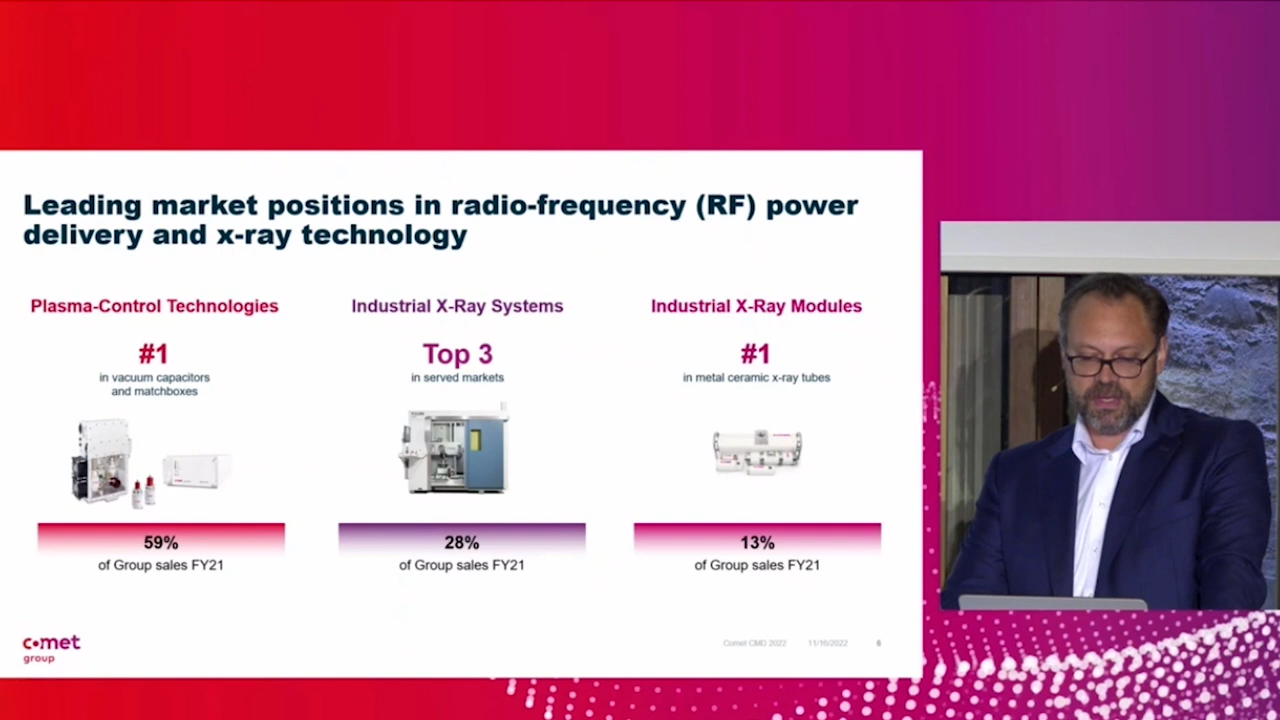 Leading market positions in radio-frequency (RF) power
delivery and x-ray technology
Plasma-Control Technologies
#1
in vacuum capacitors
and matchboxes
59%
of Group sales FY21
Industrial X-Ray Systems
Top 3
in served markets
28%
of Group sales FY21
Industrial X-Ray Modules
#1
in metal ceramic x-ray tubes
13%
of Group sales FY21
comet
group
Comet CMD 2022
11/16/2022
6